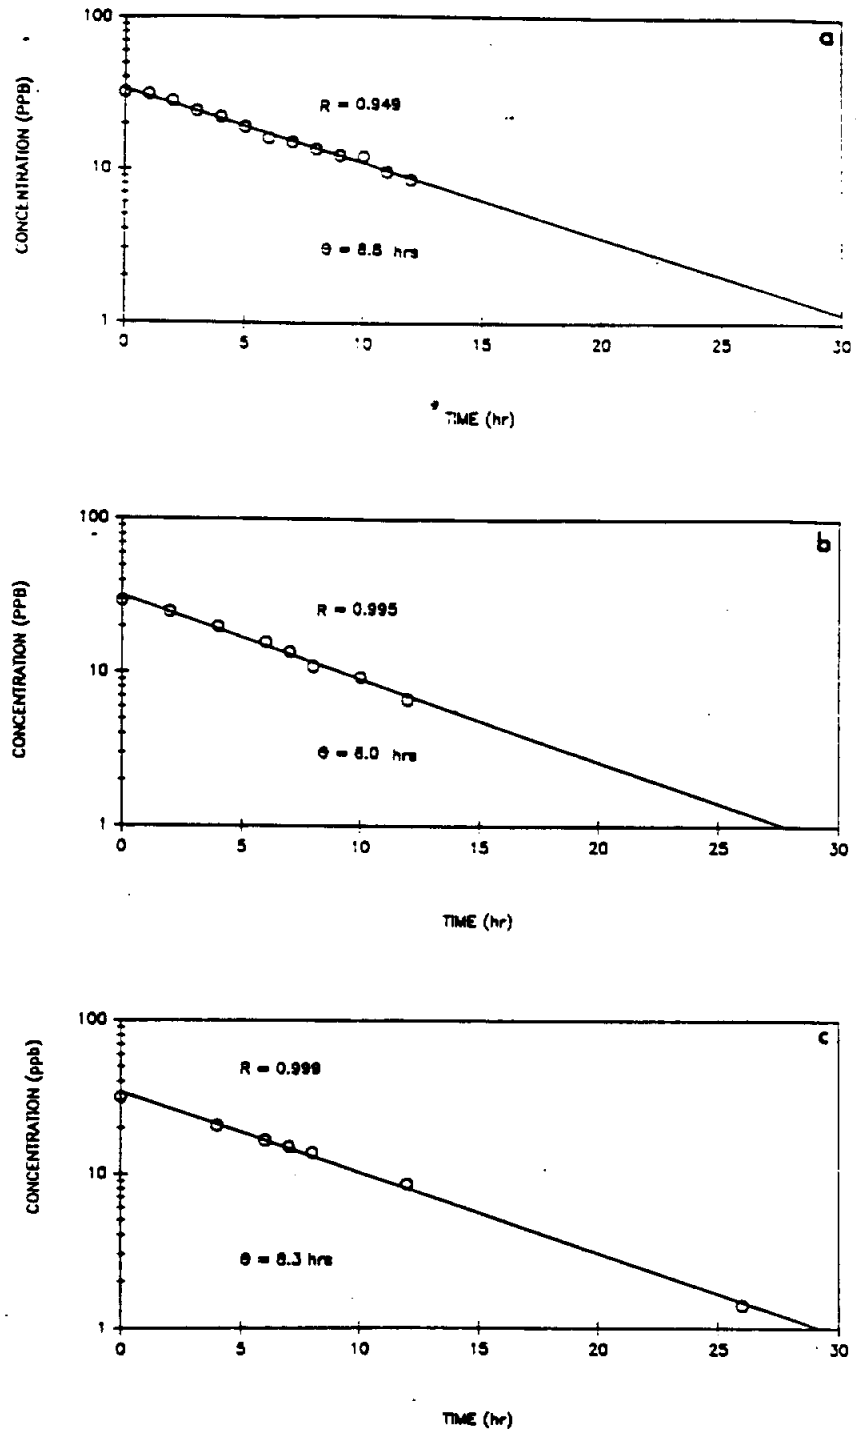 100
a
CONCENTRATION (PPB)
R = 0.949
10
Θ = 8.8 hrs
1
0 5 10 15 20 25 30
TIME (hr)
100
b
CONCENTRATION (PPB)
R = 0.995
10
Θ = 8.0 hrs
1
0 5 10 15 20 25 30
TIME (hr)
100
c
CONCENTRATION (ppb)
R = 0.999
10
Θ = 8.3 hrs
1
0 5 10 15 20 25 30
TIME (hr)